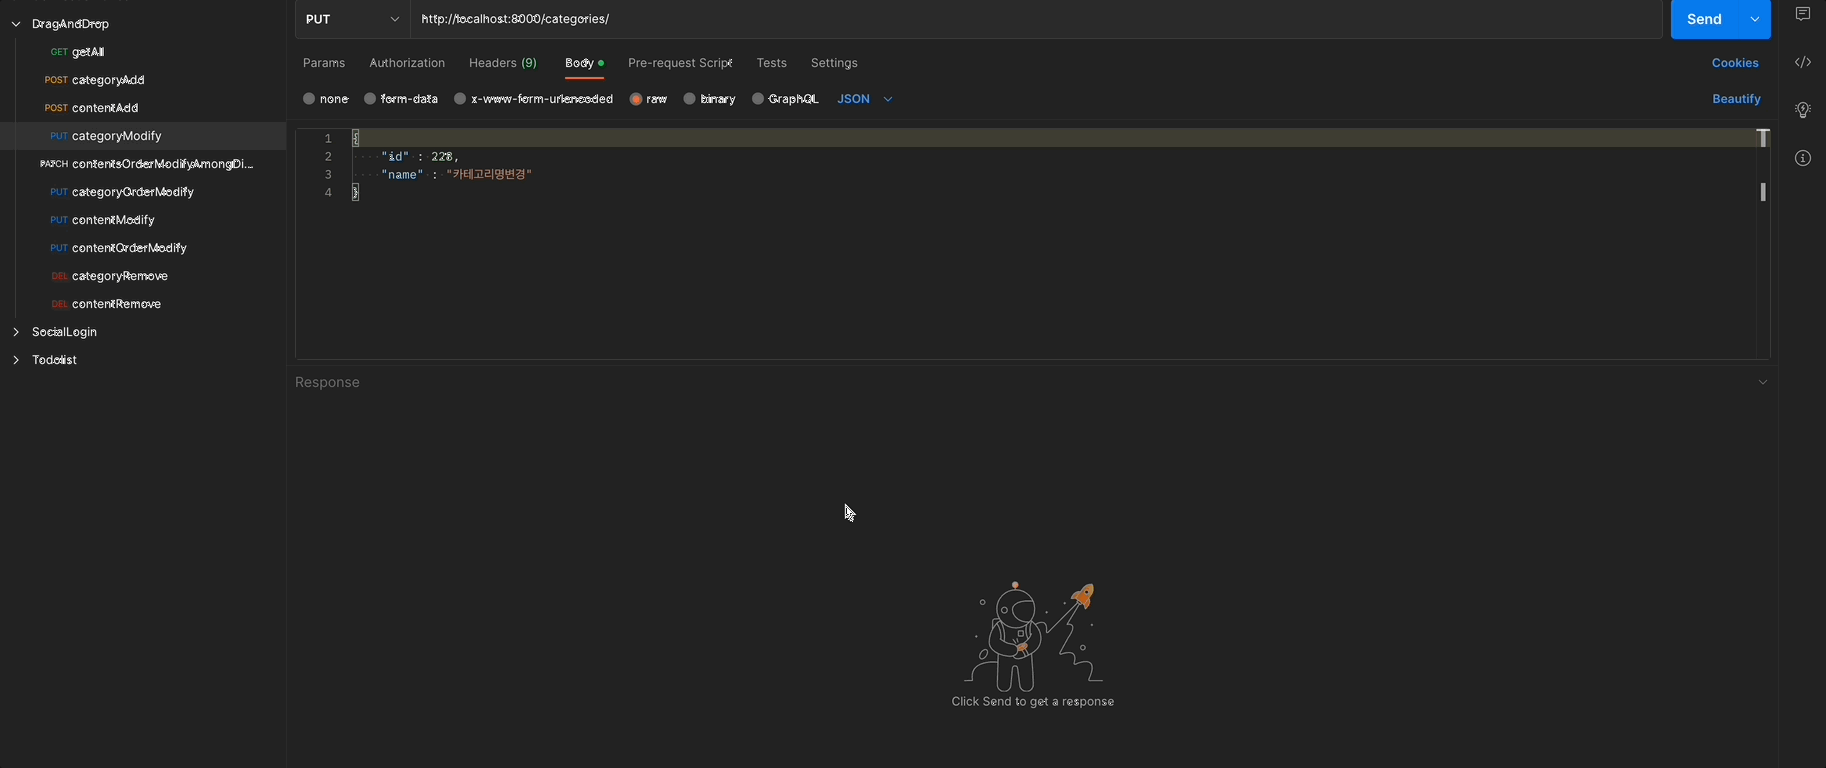 DragAndDrop
GET getAll
POST categoryAdd
POST contentAdd
PUT categoryModify
PATCH contentsOrderModifyAmongDi...
PUT categoryOrderModify
PUT contentModify
PUT contentOrderModify
DEL categoryRemove
DEL contentRemove
SocialLogin
Todolist
PUT http://localhost:8000/categories/ Send
Params Authorization Headers (9) Body Pre-request Script Tests Settings Cookies
none form-data x-www-form-urlencoded raw binary GraphQL JSON Beautify
1 {
2 "id" : 228,
3 "name" : "카테고리명변경"
4 }
Response
Click Send to get a response